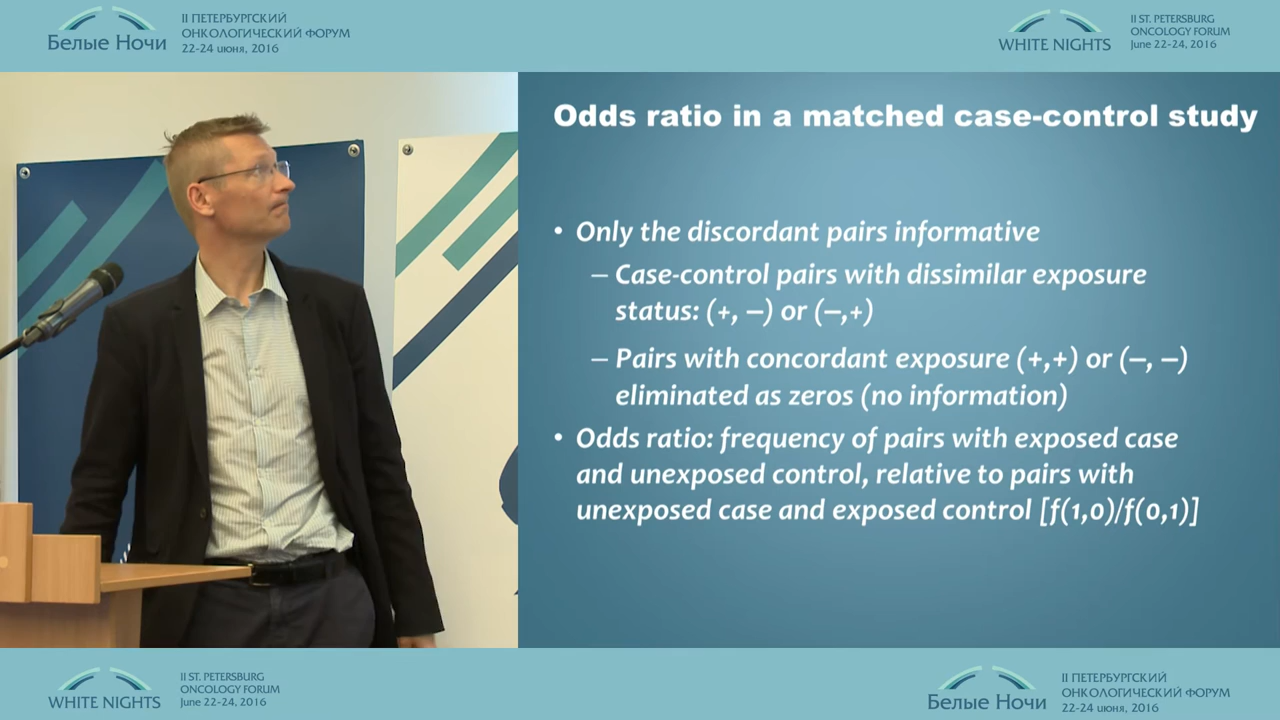 II ПЕТЕРБУРГСКИЙ
ОНКОЛОГИЧЕСКИЙ ФОРУМ
Белые Ночи
22-24 июня, 2016
II ST. PETERSBURG
ONCOLOGY FORUM
WHITE NIGHTS
June 22-24, 2016
Odds ratio in a matched case-control study
• Only the discordant pairs informative
– Case-control pairs with dissimilar exposure
status: (+, –) or (–,+)
– Pairs with concordant exposure (+,+) or (–, –)
eliminated as zeros (no information)
• Odds ratio: frequency of pairs with exposed case
and unexposed control, relative to pairs with
unexposed case and exposed control [f(1,0)/f(0,1)]
II ST. PETERSBURG
ONCOLOGY FORUM
WHITE NIGHTS
June 22-24, 2016
II ПЕТЕРБУРГСКИЙ
ОНКОЛОГИЧЕСКИЙ ФОРУМ
Белые Ночи
22-24 июня, 2016